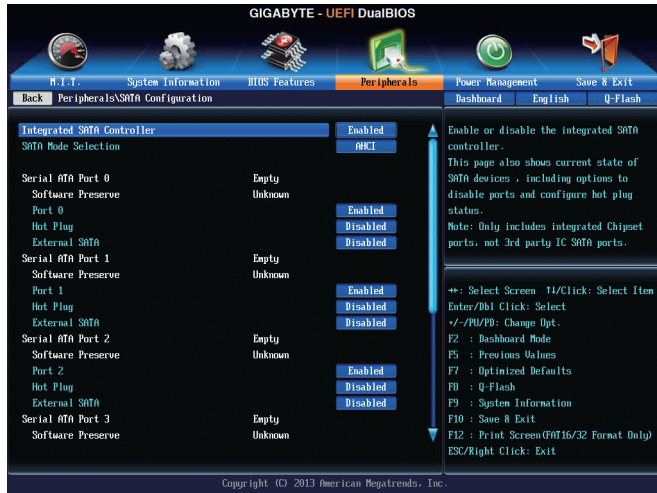 GIGABYTE - UEFI DualBIOS
M.I.T. System Information BIOS Features Peripherals Power Management Save & Exit
Back Peripherals\SATA Configuration Dashboard English Q-Flash
Integrated SATA Controller Enabled
SATA Mode Selection AHCI
Serial ATA Port 0 Empty
Software Preserve Unknown
Port 0 Enabled
Hot Plug Disabled
External SATA Disabled
Serial ATA Port 1 Empty
Software Preserve Unknown
Port 1 Enabled
Hot Plug Disabled
External SATA Disabled
Serial ATA Port 2 Empty
Software Preserve Unknown
Port 2 Enabled
Hot Plug Disabled
External SATA Disabled
Serial ATA Port 3 Empty
Software Preserve Unknown
Enable or disable the integrated SATA
controller.
This page also shows current state of
SATA devices , including options to
disable ports and configure hot plug
status.
Note: Only includes integrated Chipset
ports, not 3rd party IC SATA ports.
→←: Select Screen ↑↓/Click: Select Item
Enter/Dbl Click: Select
+/-/PU/PD: Change Opt.
F2 : Dashboard Mode
F5 : Previous Values
F7 : Optimized Defaults
F8 : Q-Flash
F9 : System Information
F10 : Save & Exit
F12 : Print Screen(FAT16/32 Format Only)
ESC/Right Click: Exit
Copyright (C) 2013 American Megatrends, Inc.